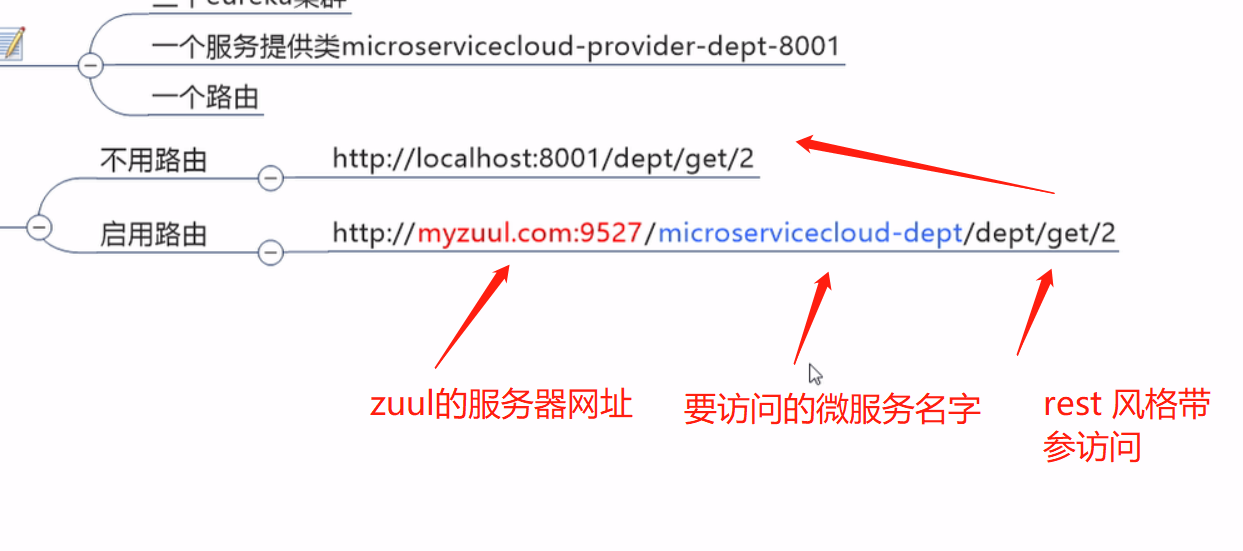 一个服务提供类microservicecloud-provider-dept-8001
一个路由
不用路由
http://localhost:8001/dept/get/2
启用路由
http://myzuul.com:9527/microservicecloud-dept/dept/get/2
zuul的服务器网址
要访问的微服务名字
rest 风格带
参访问